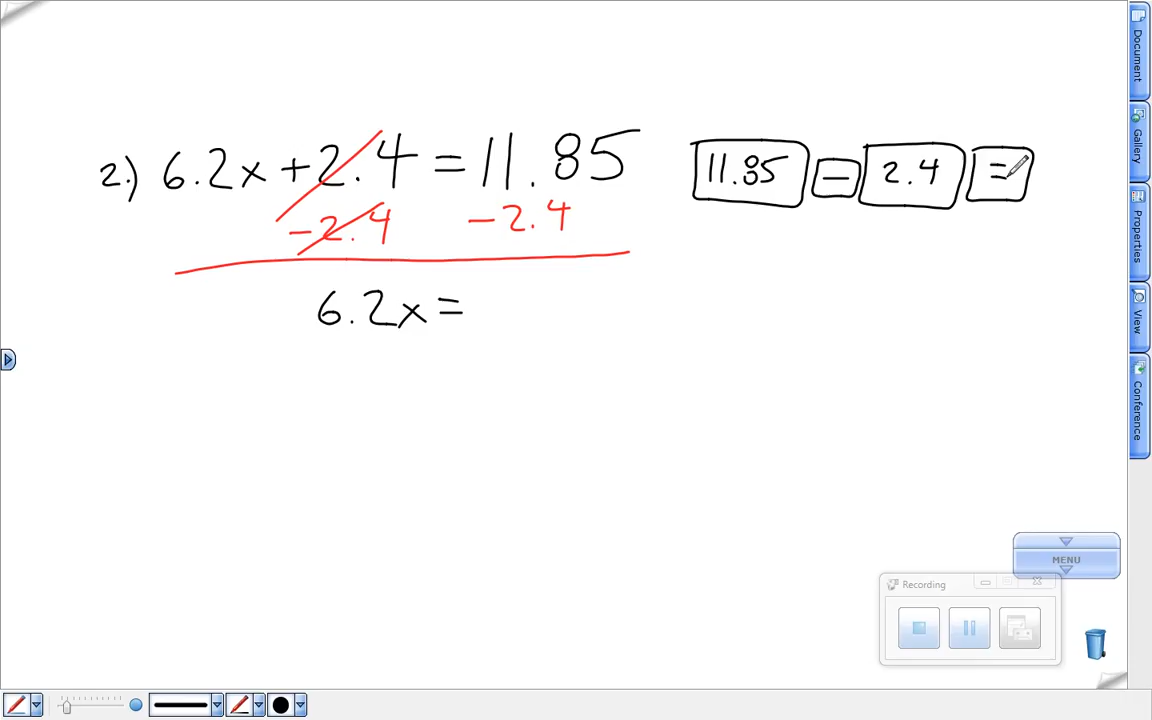 2.) 6.2x + 2.4 = 11.85
11.85 − 2.4 =
−2.4 −2.4
6.2x =
Document
Gallery
Properties
View
Conference
MENU
Recording